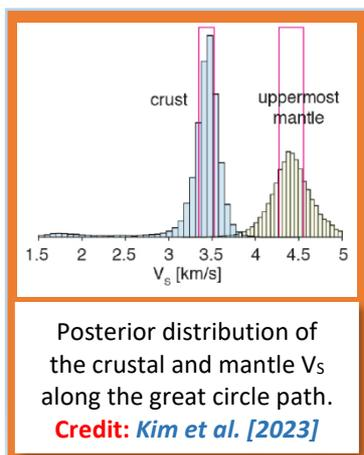 crust
uppermost
mantle
1.5 2 2.5 3 3.5 4 4.5 5
Vs [km/s]
Posterior distribution of
the crustal and mantle Vs
along the great circle path.
Credit: Kim et al. [2023]